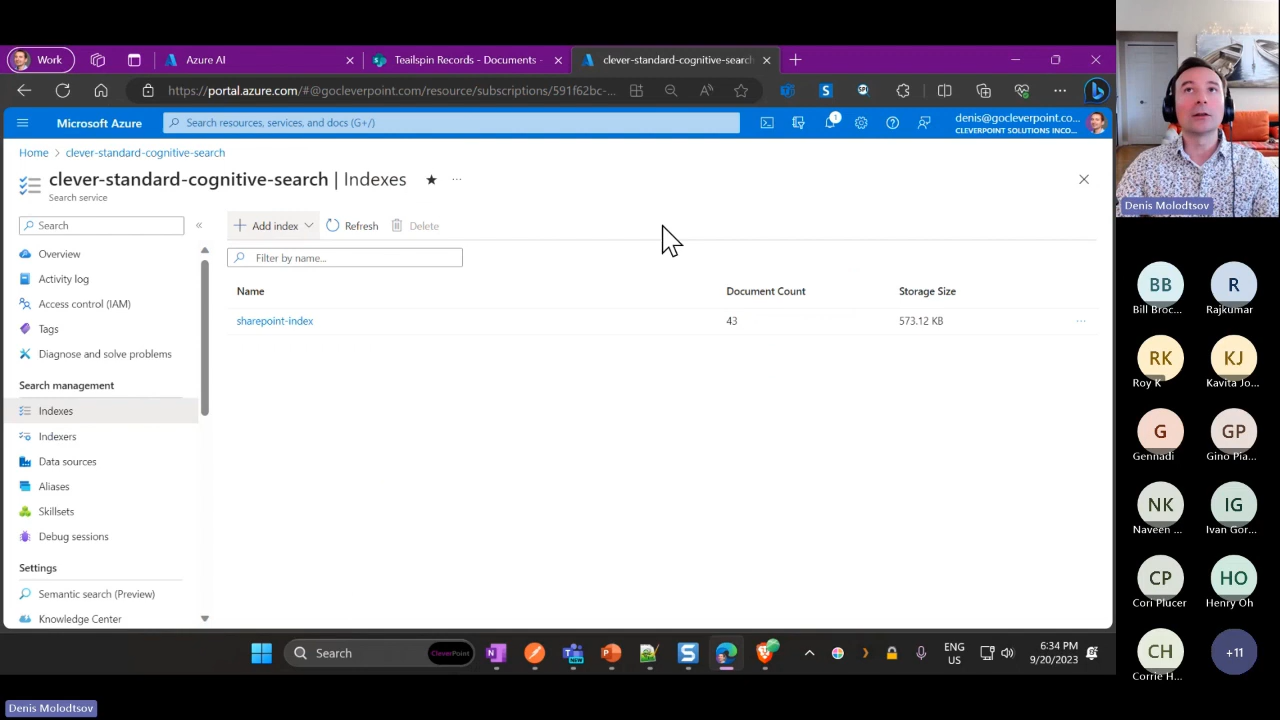 Work
Azure AI
Teailspin Records - Documents -
clever-standard-cognitive-search
https://portal.azure.com/#@gocleverpoint.com/resource/subscriptions/591f62bc-...
Microsoft Azure
Search resources, services, and docs (G+/)
1
denis@gocleverpoint.co...
CLEVERPOINT SOLUTIONS INCO...
Home > clever-standard-cognitive-search
clever-standard-cognitive-search | Indexes
Search service
Search
Add index
Refresh
Delete
Filter by name...
Overview
Activity log
Access control (IAM)
Tags
Diagnose and solve problems
Search management
Indexes
Indexers
Data sources
Aliases
Skillsets
Debug sessions
Settings
Semantic search (Preview)
Knowledge Center
Name
Document Count
Storage Size
sharepoint-index
43
573.12 KB
Search
CleverPoint
ENG
US
6:34 PM
9/20/2023
Denis Molodtsov
Denis Molodtsov
BB
Bill Broc...
R
Rajkumar
RK
Roy K
KJ
Kavita Jo...
G
Gennadi
GP
Gino Pia...
NK
Naveen ...
IG
Ivan Gor...
CP
Cori Plucer
HO
Henry Oh
CH
Corrie H...
+11